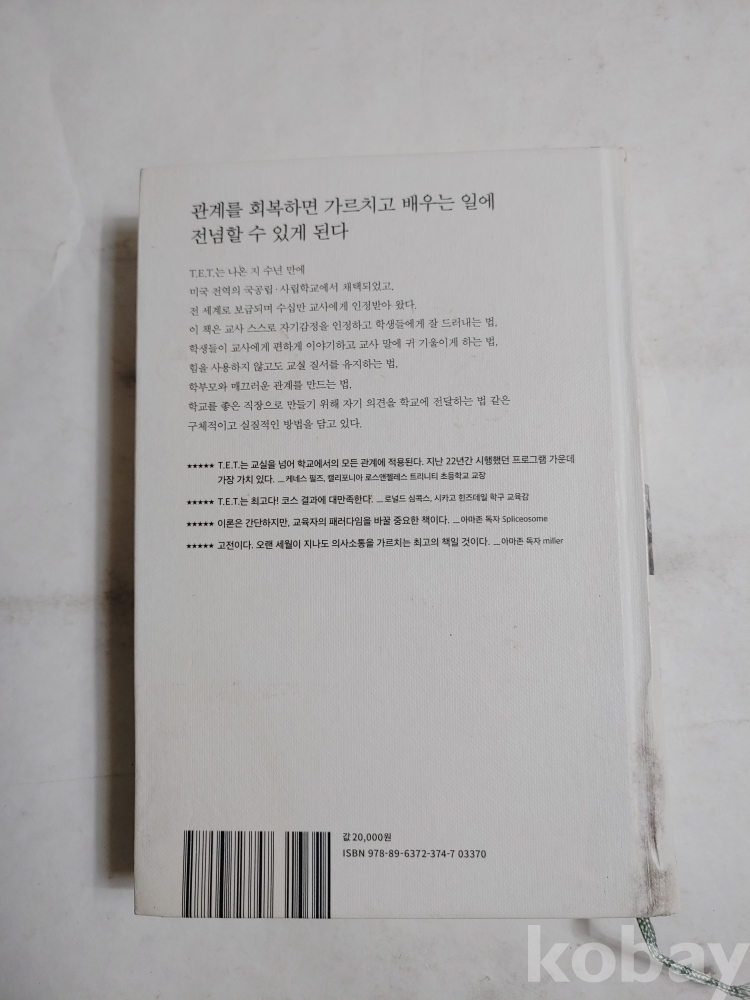 관계를 회복하면 가르치고 배우는 일에
전념할 수 있게 된다
T.E.T.는 나온 지 수년 만에
미국 전역의 국공립·사립학교에서 채택되었고,
전 세계로 보급되며 수십만 교사에게 인정받아 왔다.
이 책은 교사 스스로 자기감정을 인정하고 학생들에게 잘 드러내는 법,
학생들이 교사에게 편하게 이야기하고 교사 말에 귀 기울이게 하는 법,
힘을 사용하지 않고도 교실 질서를 유지하는 법,
학부모와 매끄러운 관계를 만드는 법,
학교를 좋은 직장으로 만들기 위해 자기 의견을 학교에 전달하는 법 같은
구체적이고 실질적인 방법을 담고 있다.
★★★★★ T.E.T.는 교실을 넘어 학교에서의 모든 관계에 적용된다. 지난 22년간 시행했던 프로그램 가운데
가장 가치 있다. _케네스 필즈, 캘리포니아 로스앤젤레스 트리니티 초등학교 교장
★★★★★ T.E.T.는 최고다! 코스 결과에 대만족한다. _로널드 심콕스, 시카고 힌즈데일 학구 교육감
★★★★★ 이론은 간단하지만, 교육자의 패러다임을 바꿀 중요한 책이다. _아마존 독자 Spliceosome
★★★★★ 고전이다. 오랜 세월이 지나도 의사소통을 가르치는 최고의 책일 것이다. _아마존 독자 miller
값 20,000원
ISBN 978-89-6372-374-7 03370
kobay